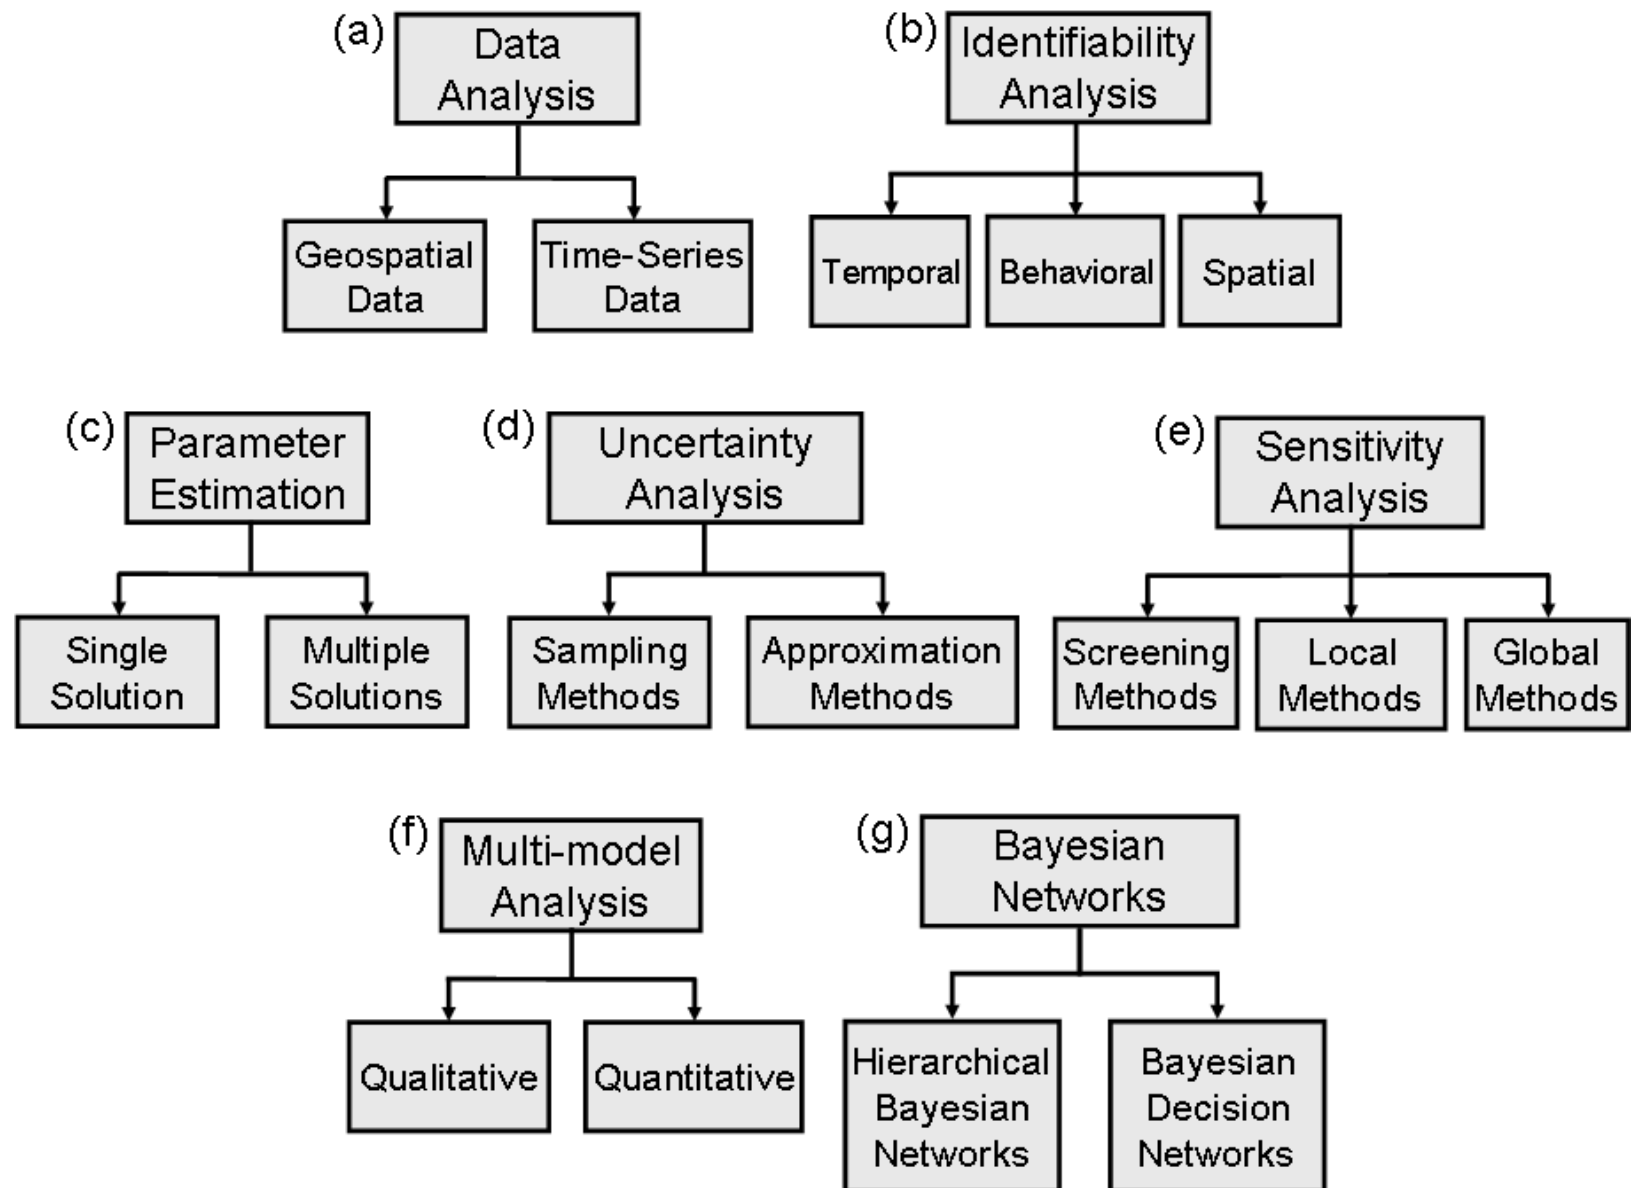 (a)
Data
Analysis
Geospatial
Data
Time-Series
Data
(b)
Identifiability
Analysis
Temporal
Behavioral
Spatial
(c)
Parameter
Estimation
Single
Solution
Multiple
Solutions
(d)
Uncertainty
Analysis
Sampling
Methods
Approximation
Methods
(e)
Sensitivity
Analysis
Screening
Methods
Local
Methods
Global
Methods
(f)
Multi-model
Analysis
Qualitative
Quantitative
(g)
Bayesian
Networks
Hierarchical
Bayesian
Networks
Bayesian
Decision
Networks